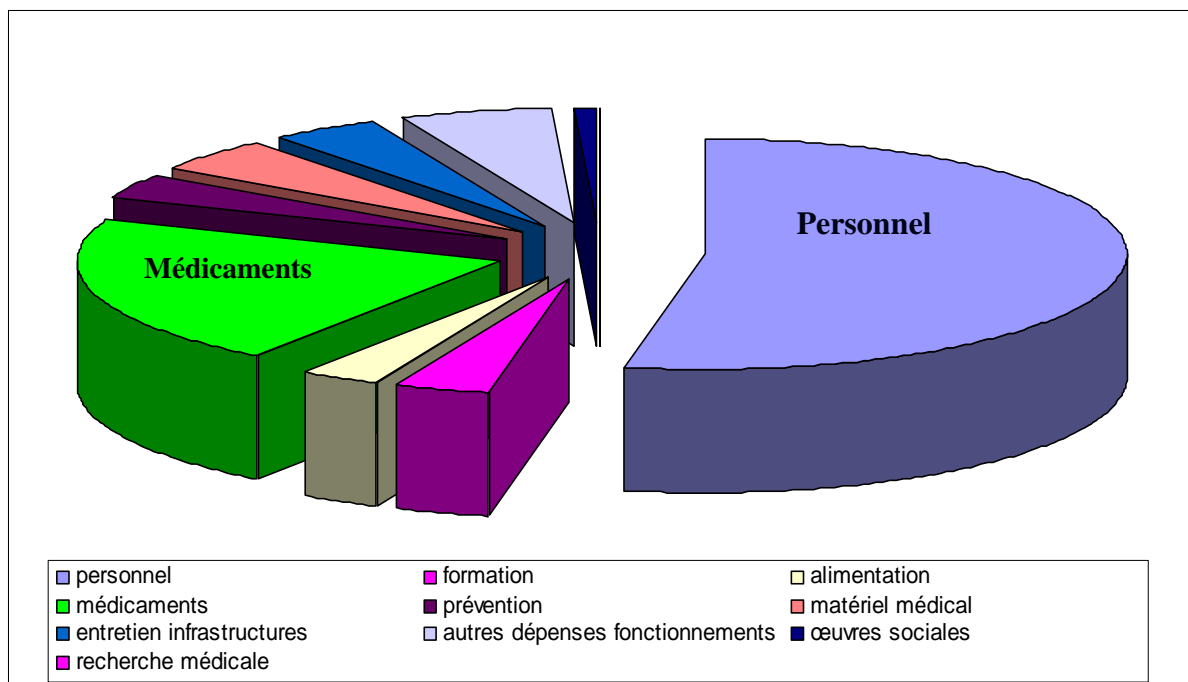 Personnel
Médicaments
personnel formation alimentation
médicaments prévention matériel médical
entretien infrastructures autres dépenses fonctionnements œuvres sociales
recherche médicale